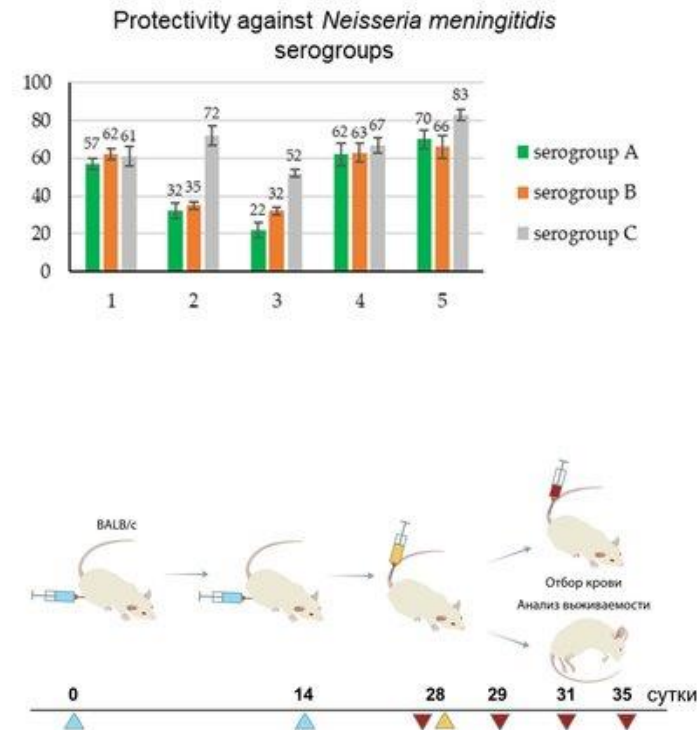 Protectivity against Neisseria meningitidis
serogroups
100
80
60
40
20
0
57 62 61
32 35 72
22 32 52
62 63 67
70 66 83
1 2 3 4 5
serogroup A
serogroup B
serogroup C
BALB/c
Отбор крови
Анализ выживаемости
0 14 28 29 31 35 сутки